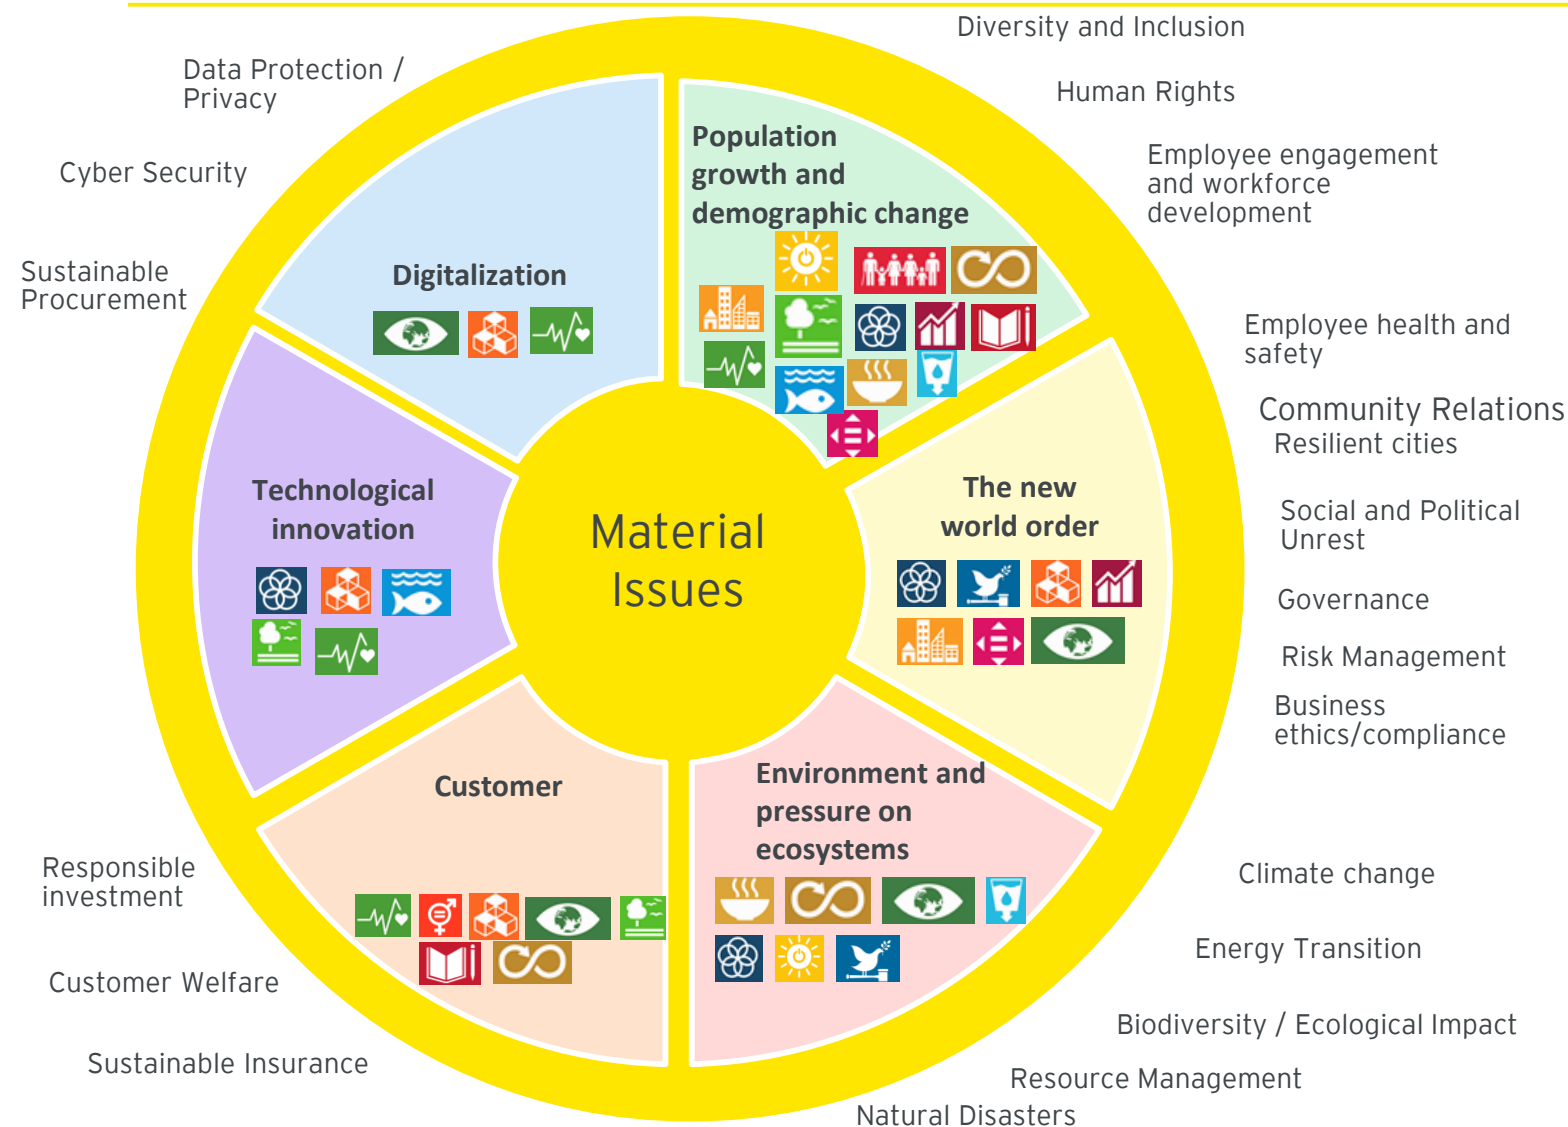 Diversity and Inclusion
Data Protection /
Privacy
Human Rights
Population
growth and
demographic change
Employee engagement
and workforce
development
Cyber Security
Digitalization
Sustainable
Procurement
Employee health and
safety
Community Relations
Resilient cities
Technological
innovation
Material
Issues
The new
world order
Social and Political
Unrest
Governance
Risk Management
Business
ethics/compliance
Customer
Environment and
pressure on
ecosystems
Responsible
investment
Climate change
Energy Transition
Customer Welfare
Biodiversity / Ecological Impact
Sustainable Insurance
Resource Management
Natural Disasters